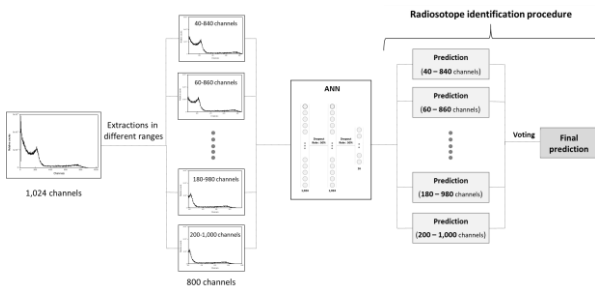 Radiosotope identification procedure
40-840 channels
Prediction
(40 – 840 channels)
60-860 channels
ANN
Prediction
(60 – 860 channels)
Extractions in
different ranges
Voting
Final
prediction
1,024 channels
180-980 channels
Prediction
(180 – 980 channels)
200-1,000 channels
Prediction
(200 – 1,000 channels)
800 channels